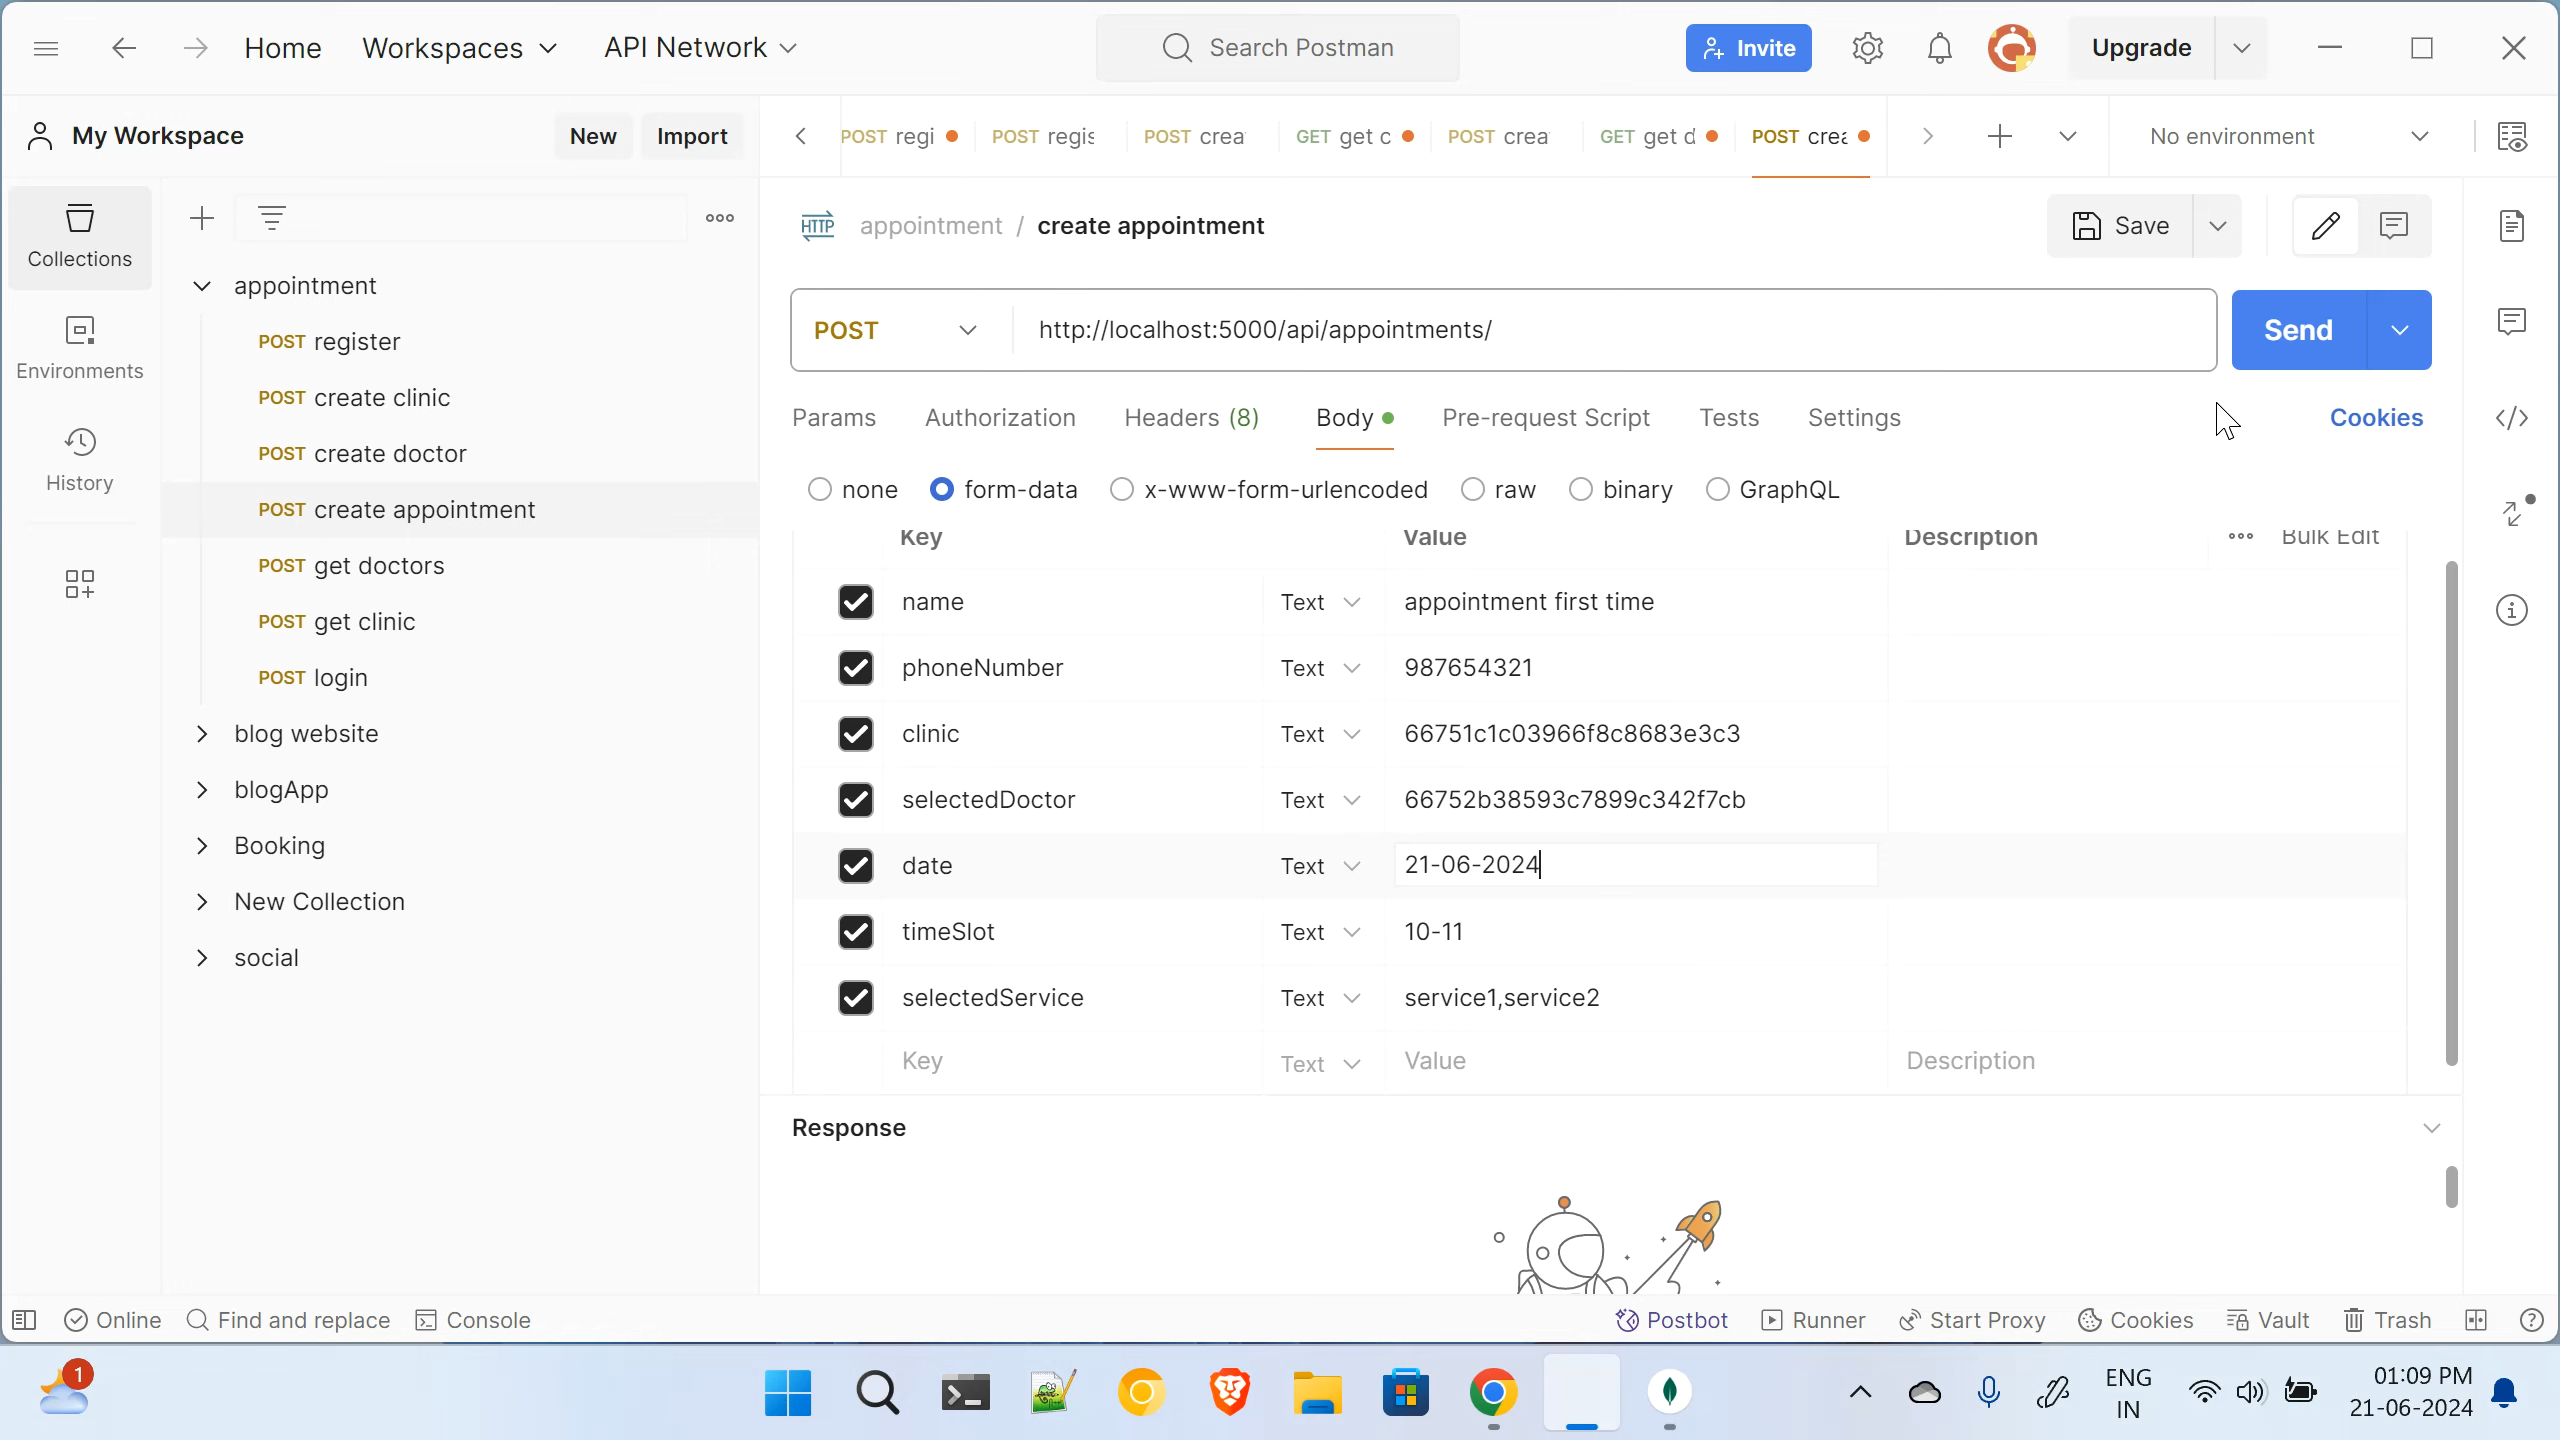 Home Workspaces API Network Search Postman Invite Upgrade
My Workspace New Import POST regi POST regis POST crea GET get c POST crea GET get d POST crea No environment
Collections
Environments
History
appointment
POST register
POST create clinic
POST create doctor
POST create appointment
POST get doctors
POST get clinic
POST login
blog website
blogApp
Booking
New Collection
social
HTTP appointment / create appointment Save
POST http://localhost:5000/api/appointments/ Send
Params Authorization Headers (8) Body Pre-request Script Tests Settings Cookies
none form-data x-www-form-urlencoded raw binary GraphQL
Key Value Description Bulk Edit
name Text appointment first time
phoneNumber Text 987654321
clinic Text 66751c1c03966f8c8683e3c3
selectedDoctor Text 66752b38593c7899c342f7cb
date Text 21-06-2024
timeSlot Text 10-11
selectedService Text service1,service2
Key Text Value Description
Response
Online Find and replace Console Postbot Runner Start Proxy Cookies Vault Trash
1 ENG IN 01:09 PM
21-06-2024